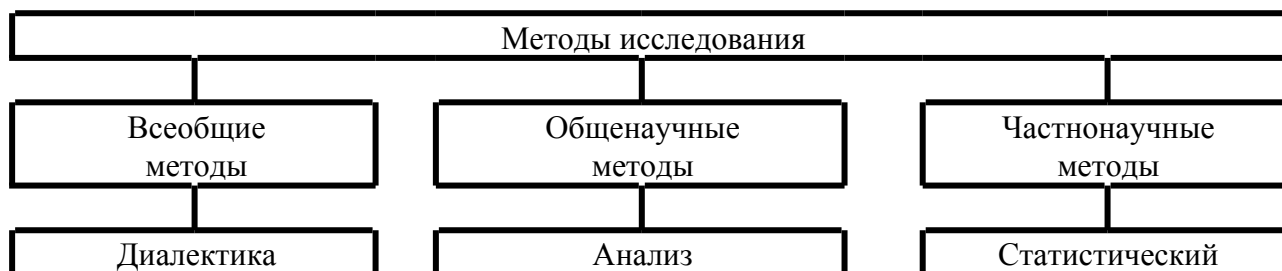 Методы исследования
Всеобщие
методы
Общенаучные
методы
Частнонаучные
методы
Диалектика
Анализ
Статистический